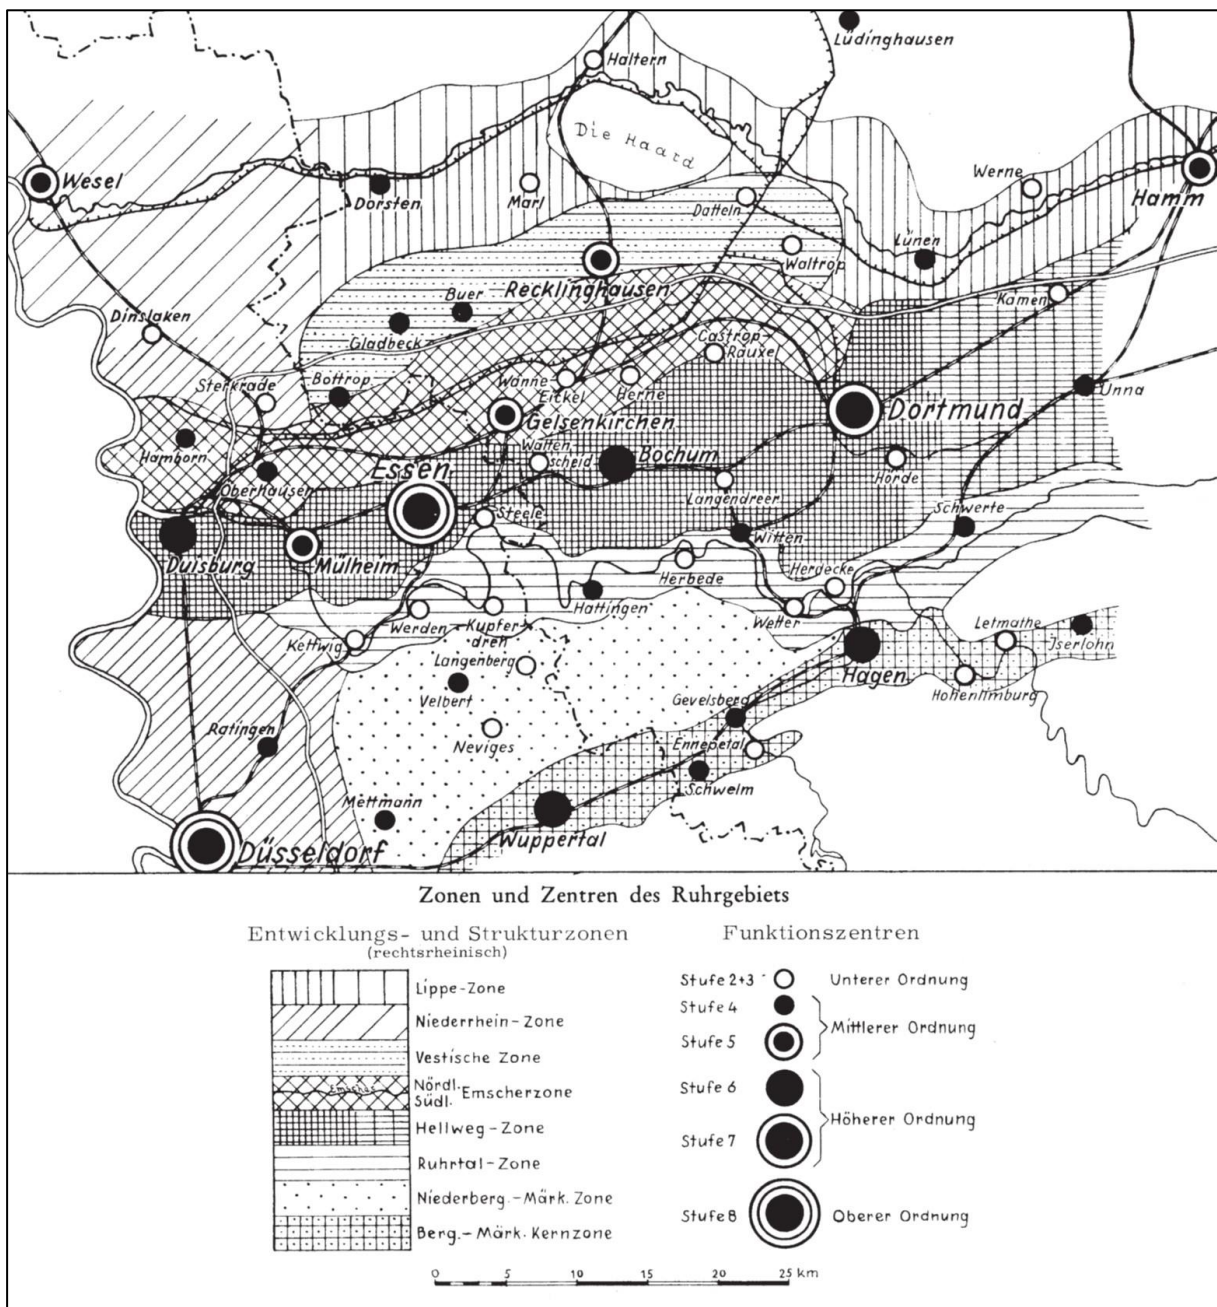 Lüdinghausen
Haltern
Die Haard
Wesel
Dorsten
Marl
Datteln
Werne
Hamm
Lünen
Waltrop
Recklinghausen
Buer
Gladbeck
Kamen
Dinslaken
Castrop-
Rauxel
Sterkrade
Bottrop
Wanne
Eickel
Herne
Unna
Dortmund
Gelsenkirchen
Hamborn
Watten
scheid
Bochum
Essen
Oberhausen
Hörde
Langendreer
Steele
Schwerte
Witten
Duisburg
Mülheim
Herbede
Herdecke
Hattingen
Wetter
Werden
Kupfer-
dreh
Kettwig
Letmathe
Iserlohn
Langenberg
Hagen
Hohenlimburg
Velbert
Gevelsberg
Ratingen
Neviges
Ennepetal
Schwelm
Mettmann
Wuppertal
Düsseldorf
Zonen und Zentren des Ruhrgebiets
Entwicklungs- und Strukturzonen
(rechtsrheinisch)
Lippe-Zone
Niederrhein-Zone
Vestische Zone
Emscher
Nördl.
Südl. Emscherzone
Hellweg-Zone
Ruhrtal-Zone
Niederberg.-Märk. Zone
Berg.-Märk. Kernzone
Funktionszentren
Stufe 2+3 Unterer Ordnung
Stufe 4
Mittlerer Ordnung
Stufe 5
Stufe 6
Höherer Ordnung
Stufe 7
Stufe 8 Oberer Ordnung
0 5 10 15 20 25 km